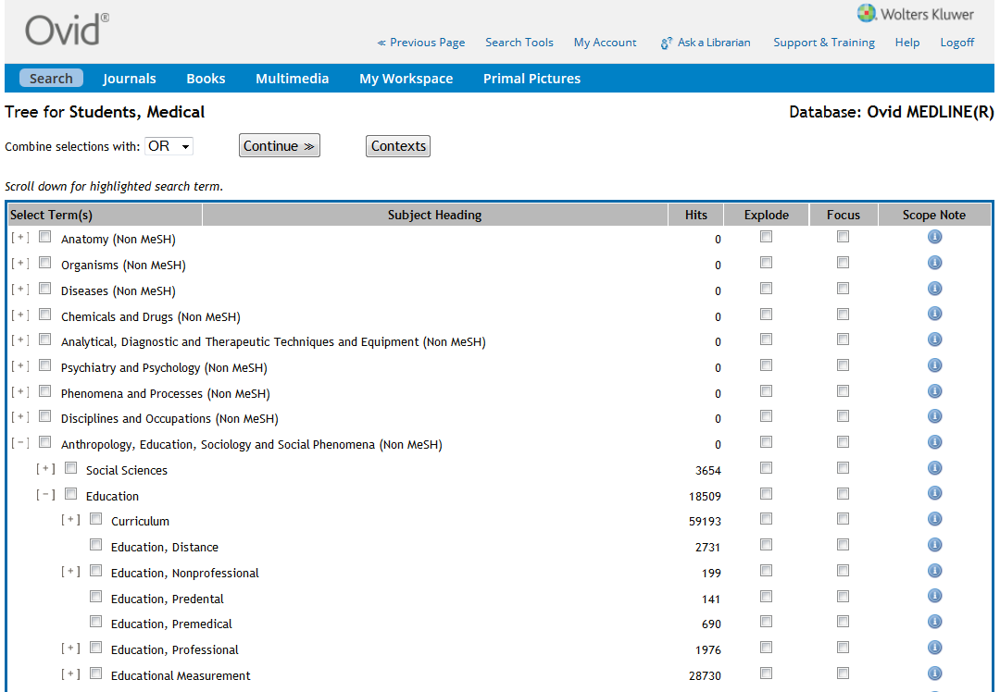 Ovid®
Wolters Kluwer
≪ Previous Page Search Tools My Account Ask a Librarian Support & Training Help Logoff
Search Journals Books Multimedia My Workspace Primal Pictures
Tree for Students, Medical Database: Ovid MEDLINE(R)
Combine selections with: OR Continue ≫ Contexts
Scroll down for highlighted search term.
Select Term(s) Subject Heading Hits Explode Focus Scope Note
[+] Anatomy (Non MeSH) 0
[+] Organisms (Non MeSH) 0
[+] Diseases (Non MeSH) 0
[+] Chemicals and Drugs (Non MeSH) 0
[+] Analytical, Diagnostic and Therapeutic Techniques and Equipment (Non MeSH) 0
[+] Psychiatry and Psychology (Non MeSH) 0
[+] Phenomena and Processes (Non MeSH) 0
[+] Disciplines and Occupations (Non MeSH) 0
[-] Anthropology, Education, Sociology and Social Phenomena (Non MeSH) 0
[+] Social Sciences 3654
[-] Education 18509
[+] Curriculum 59193
Education, Distance 2731
[+] Education, Nonprofessional 199
Education, Predental 141
Education, Premedical 690
[+] Education, Professional 1976
[+] Educational Measurement 28730